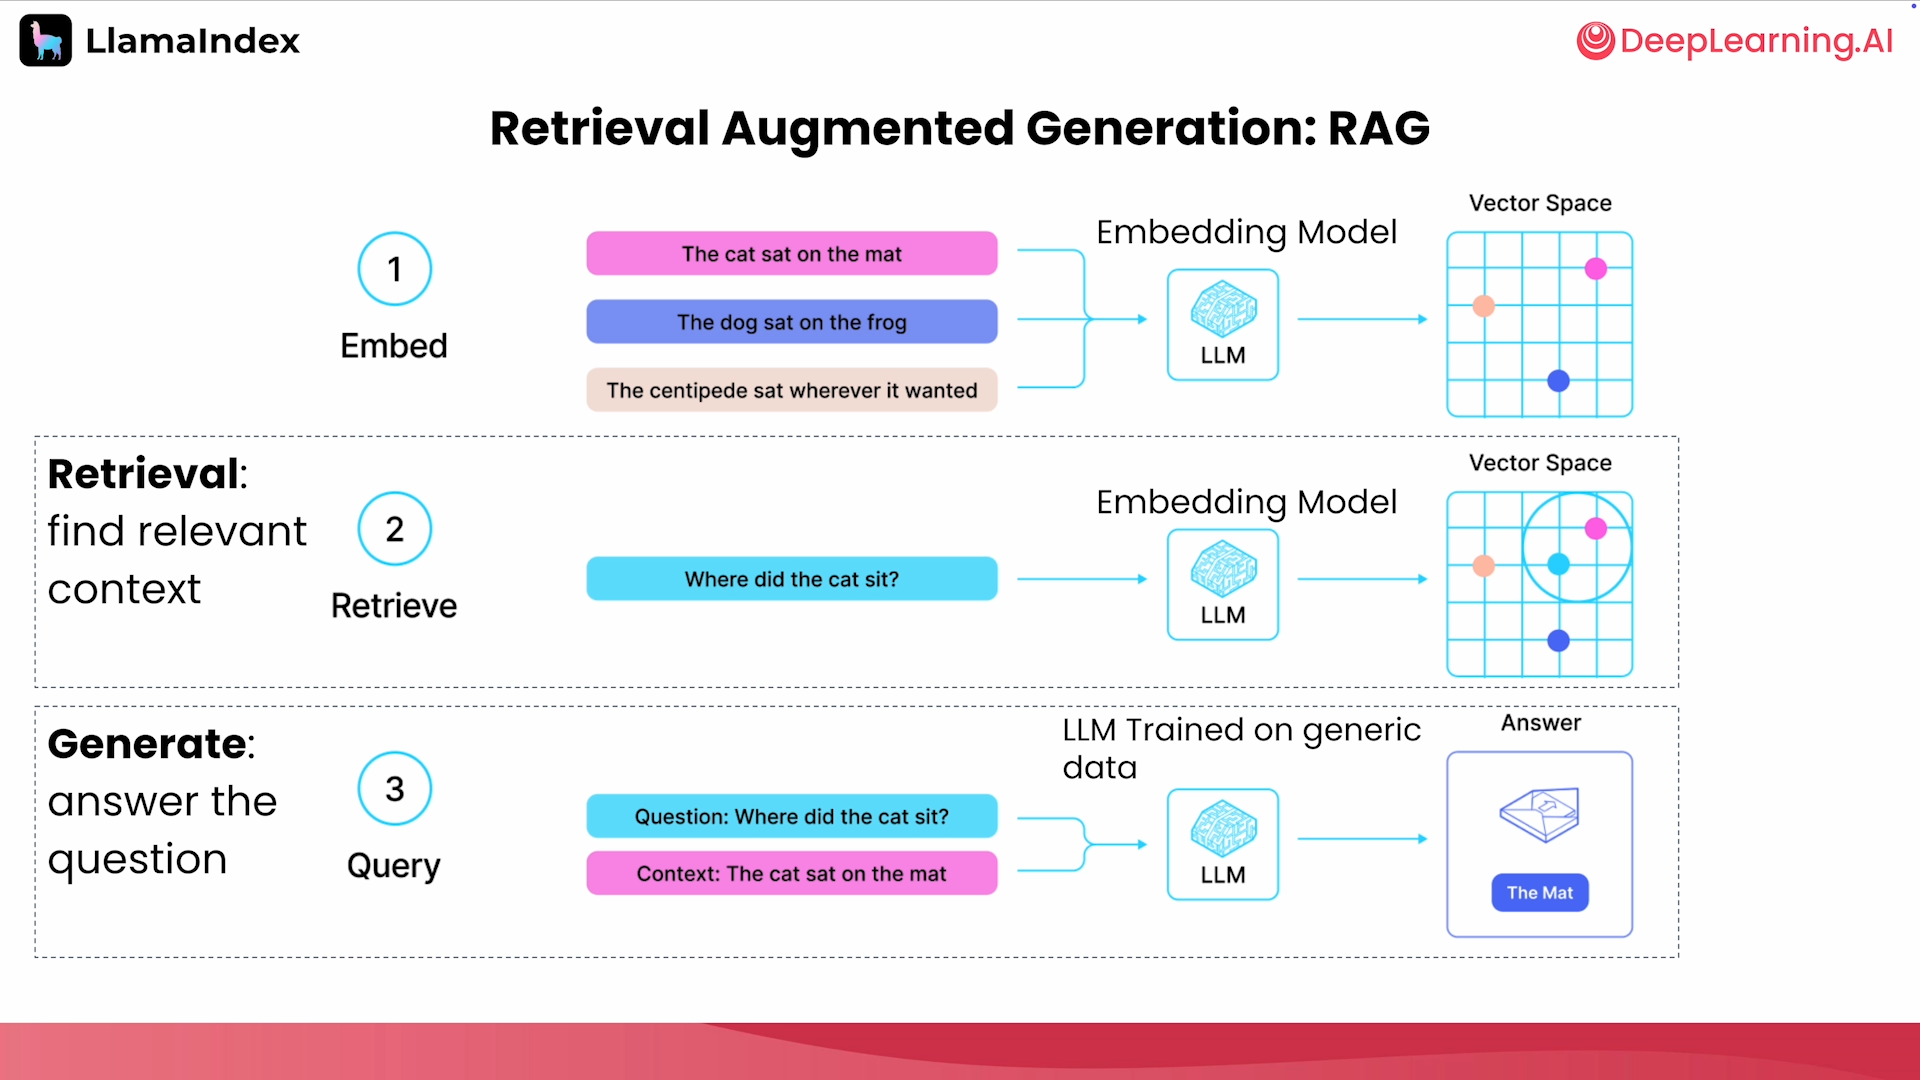 LlamaIndex
DeepLearning.AI
Retrieval Augmented Generation: RAG
1
Embed
The cat sat on the mat
The dog sat on the frog
The centipede sat wherever it wanted
Embedding Model
LLM
Vector Space
Retrieval:
find relevant
context
2
Retrieve
Where did the cat sit?
Embedding Model
LLM
Vector Space
Generate:
answer the
question
3
Query
Question: Where did the cat sit?
Context: The cat sat on the mat
LLM Trained on generic
data
LLM
Answer
The Mat